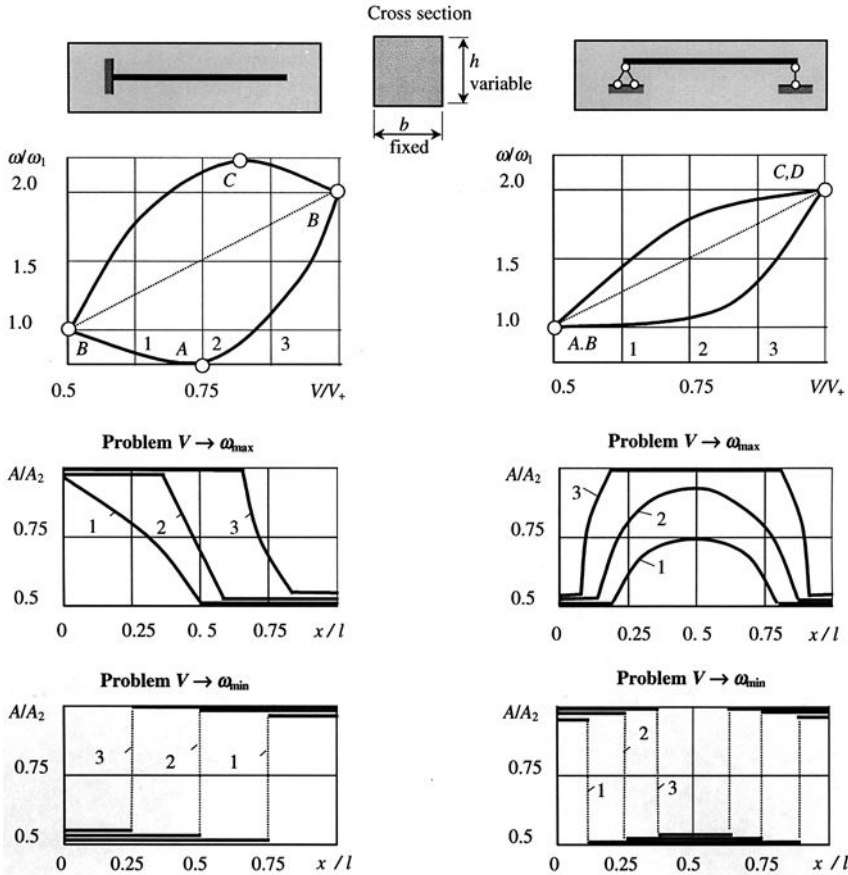 Cross section
h
variable
b
fixed
ω/ω₁
2.0
1.5
1.0
C
B
B
1
A
2
3
0.5
0.75
V/V₊
ω/ω₁
2.0
1.5
1.0
C,D
A.B
1
2
3
0.5
0.75
V/V₊
Problem V → ωmax
A/A₂
0.75
0.5
1
2
3
0
0.25
0. 5
0.75
x / l
Problem V → ωmax
A/A₂
0.75
0.5
3
2
1
0
0.25
0.5
0.75
x / l
Problem V → ωmin
A/A₂
0.75
0.5
3
2
1
0
0.25
0.5
0.75
x / l
Problem V → ωmin
A/A₂
0.75
0.5
2
1
3
0
0.25
0.5
0.75
x / l